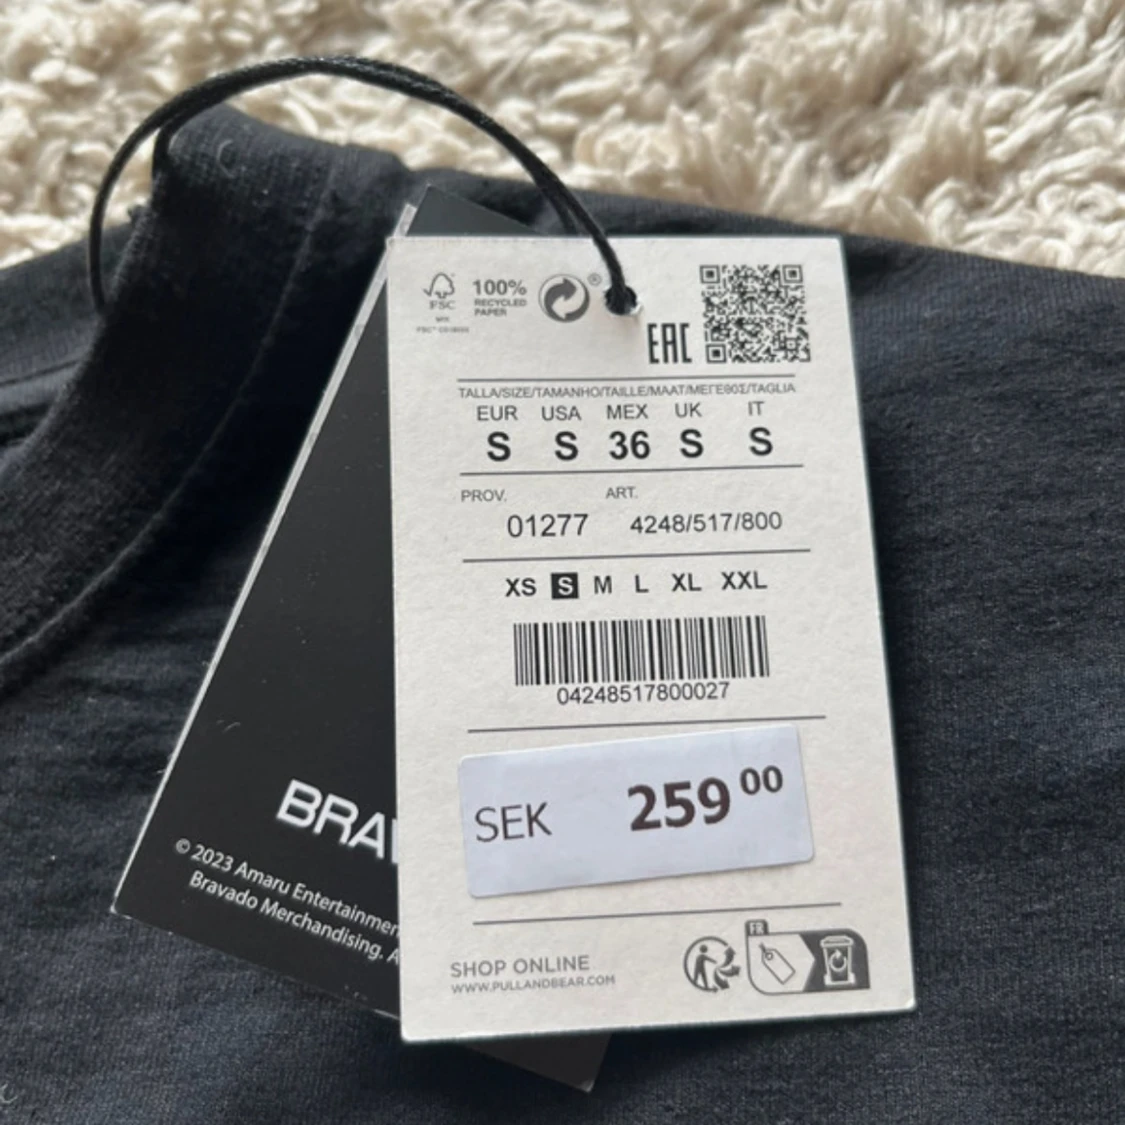 FSC
MIX
100%
RECYCLED
PAPER
®
EAC
TALLA/SIZE/TAMANHO/TAILLE/MAAT/ΜΕΓΕΘΟΣ/TAGLIA
EUR USA MEX UK IT
S S 36 S S
PROV. ART.
01277 4248/517/800
XS S M L XL XXL
04248517800027
SEK 259 00
FR
SHOP ONLINE
WWW.PULLANDBEAR.COM
BRA
© 2023 Amaru Entertainmen
Bravado Merchandising. A